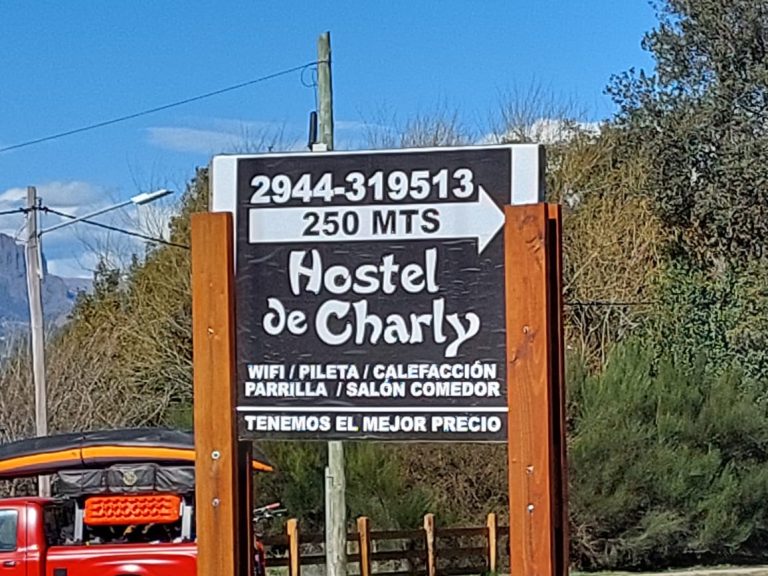 2944-319513
250 MTS
Hostel
de Charly
WIFI / PILETA / CALEFACCIÓN
PARRILLA / SALÓN COMEDOR
TENEMOS EL MEJOR PRECIO